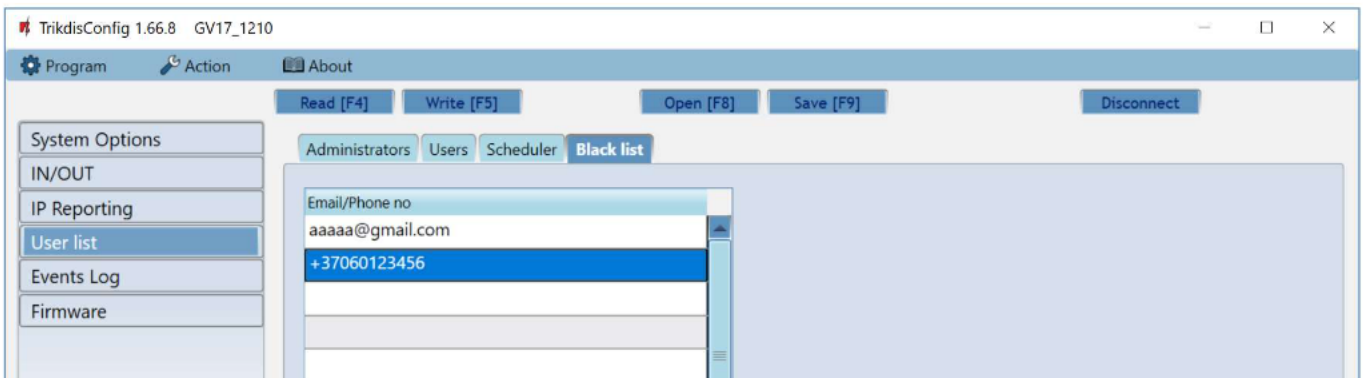 TrikdisConfig 1.66.8 GV17_1210
Program Action About
Read [F4] Write [F5] Open [F8] Save [F9] Disconnect
System Options
IN/OUT
IP Reporting
User list
Events Log
Firmware
Administrators Users Scheduler Black list
Email/Phone no
aaaaa@gmail.com
+37060123456